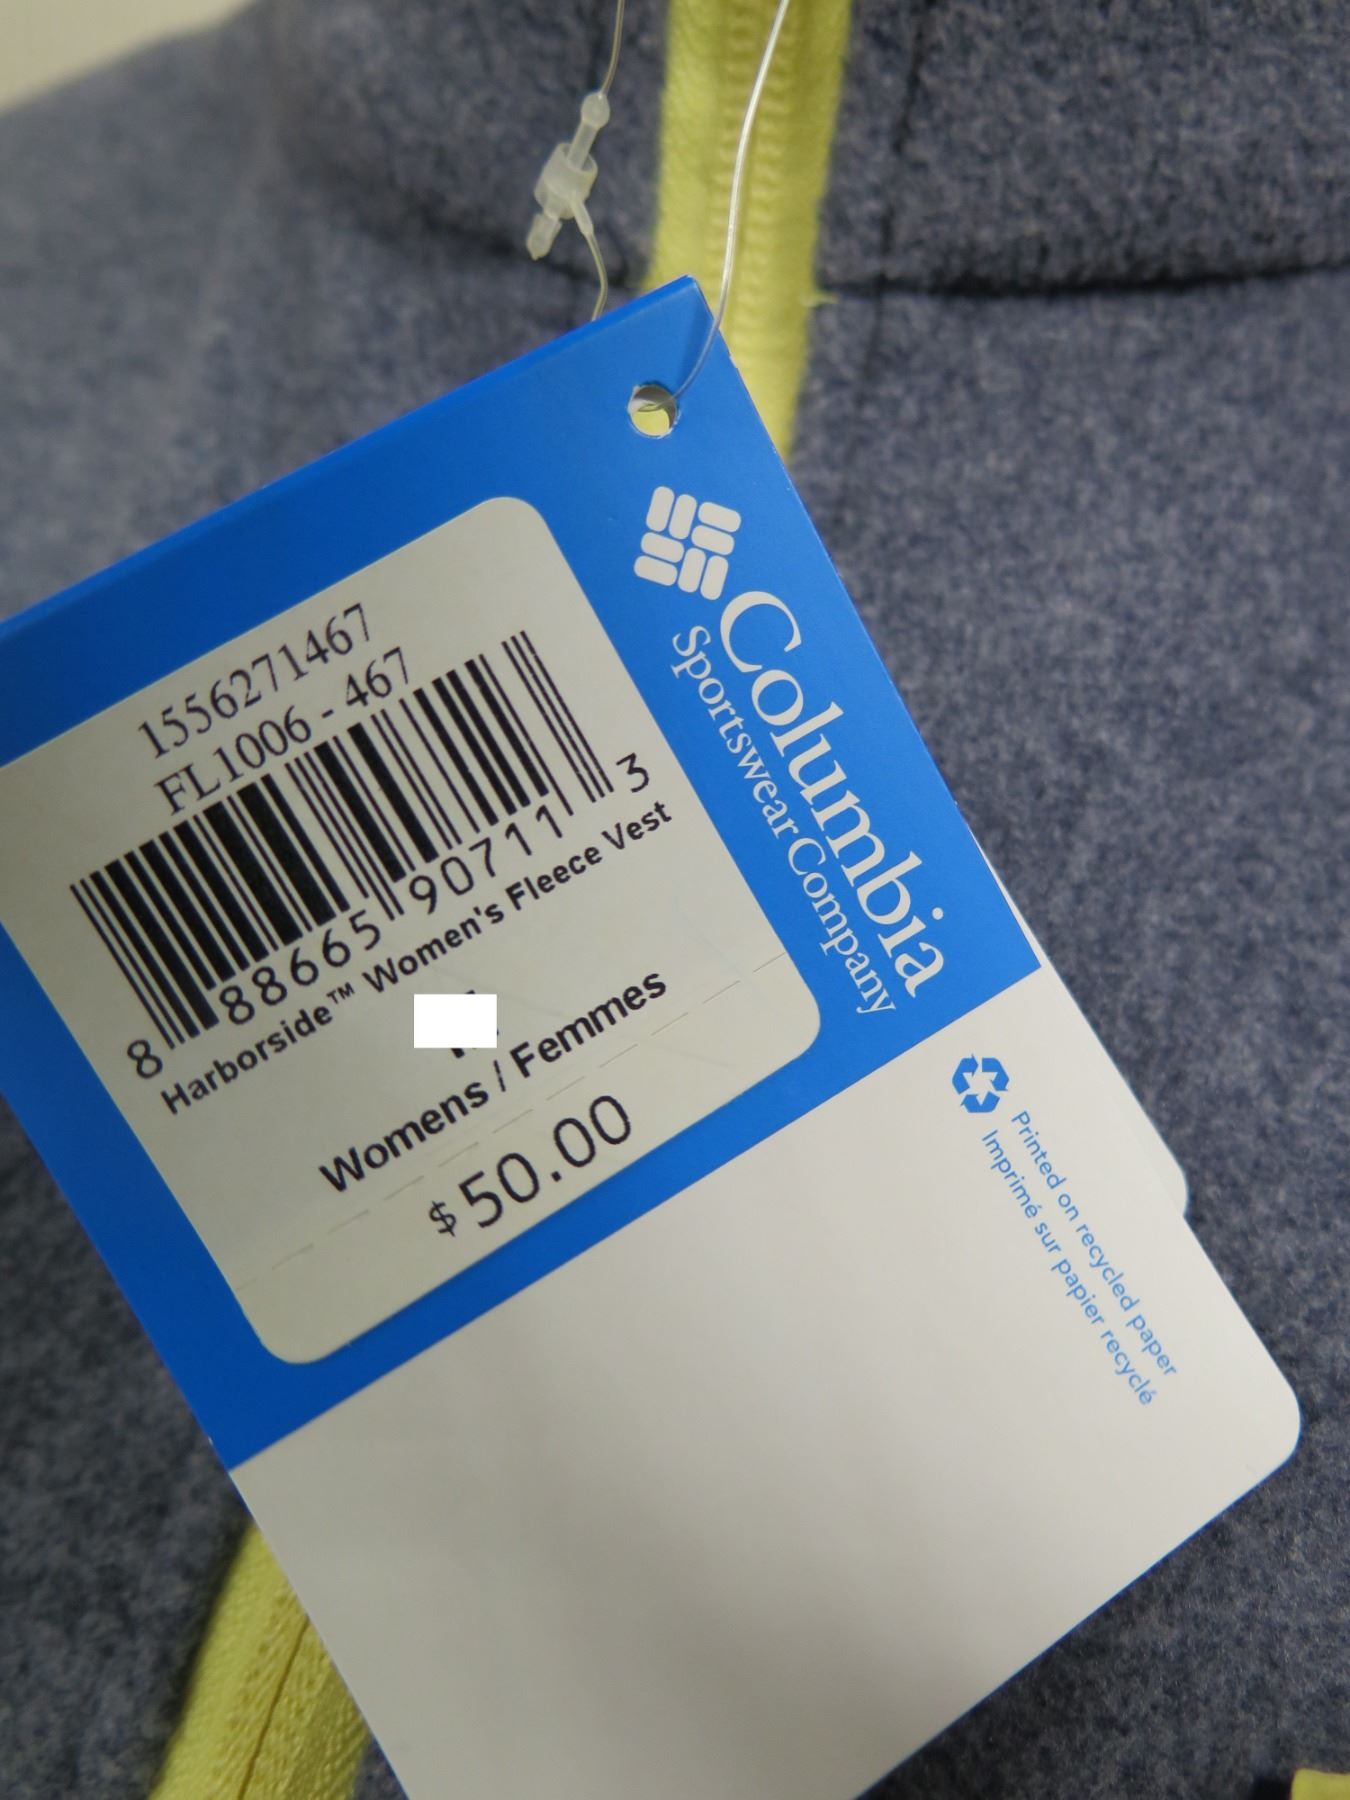 1556271467
FL1006 - 467
8 88665 90711 3
Harborside™ Women's Fleece Vest
Womens / Femmes
$50.00
Columbia
Sportswear Company
Printed on recycled paper
Imprimé sur papier recyclé